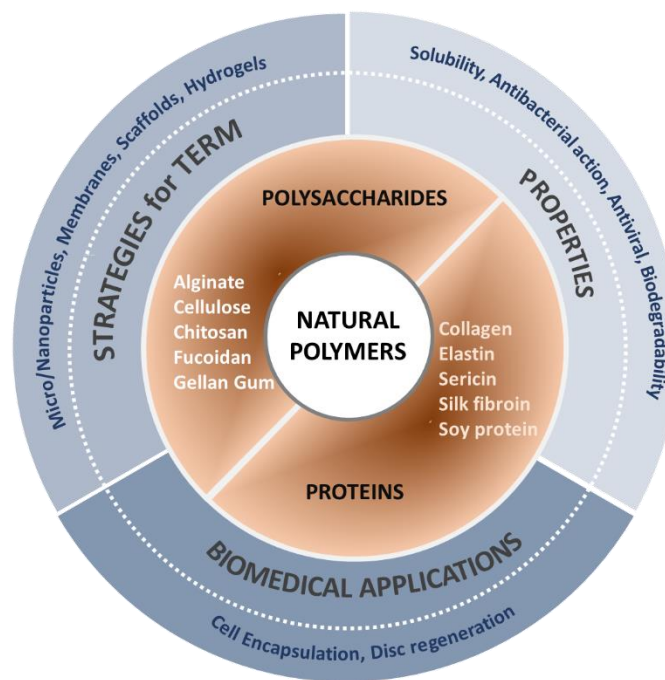 Micro/Nanoparticles, Membranes, Scaffolds, Hydrogels
STRATEGIES for TERM
Solubility, Antibacterial action, Antiviral, Biodegradability
PROPERTIES
POLYSACCHARIDES
Alginate
Cellulose
Chitosan
Fucoidan
Gellan Gum
NATURAL
POLYMERS
Collagen
Elastin
Sericin
Silk fibroin
Soy protein
PROTEINS
BIOMEDICAL APPLICATIONS
Cell Encapsulation, Disc regeneration